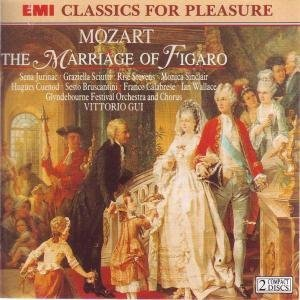 EMI CLASSICS FOR PLEASURE
MOZART
THE MARRIAGE OF FIGARO
Sena Jurinac · Graziella Sciutti · Risë Stevens · Monica Sinclair
Hugues Cuenod · Sesto Bruscantini · Franco Calabrese · Ian Wallace
Glyndebourne Festival Orchestra and Chorus
VITTORIO GUI
2 COMPACT
DISCS